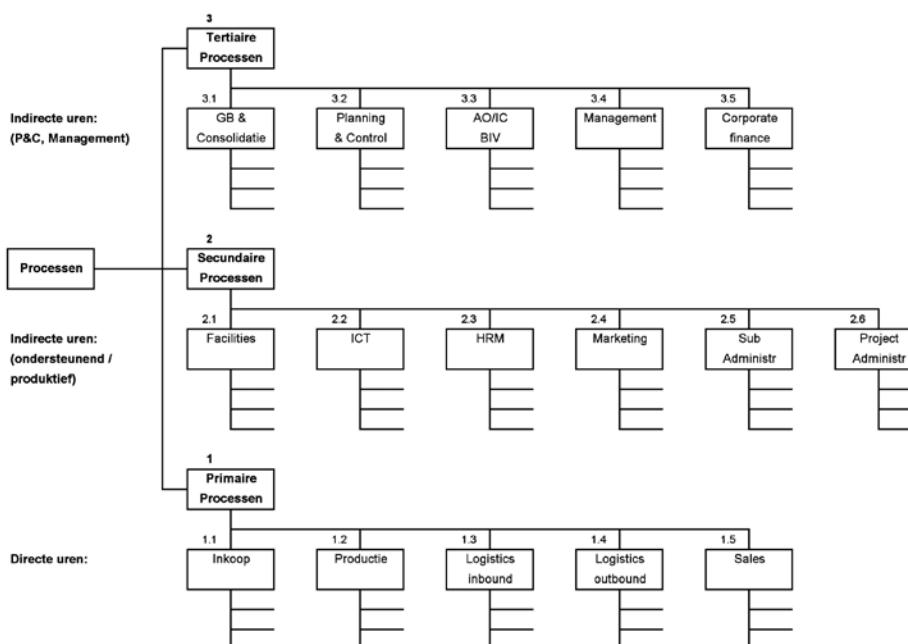 3
Tertiaire
Processen
3.1
3.2
3.3
3.4
3.5
Indirecte uren:
(P&C, Management)
GB &
Consolidatie
Planning
& Control
AO/IC
BIV
Management
Corporate
finance
2
Processen
Secundaire
Processen
2.1
2.2
2.3
2.4
2.5
2.6
Indirecte uren:
(ondersteunend /
produktief)
Facilities
ICT
HRM
Marketing
Sub
Administr
Project
Administr
1
Primaire
Processen
1.1
1.2
1.3
1.4
1.5
Directe uren:
Inkoop
Productie
Logistics
inbound
Logistics
outbound
Sales